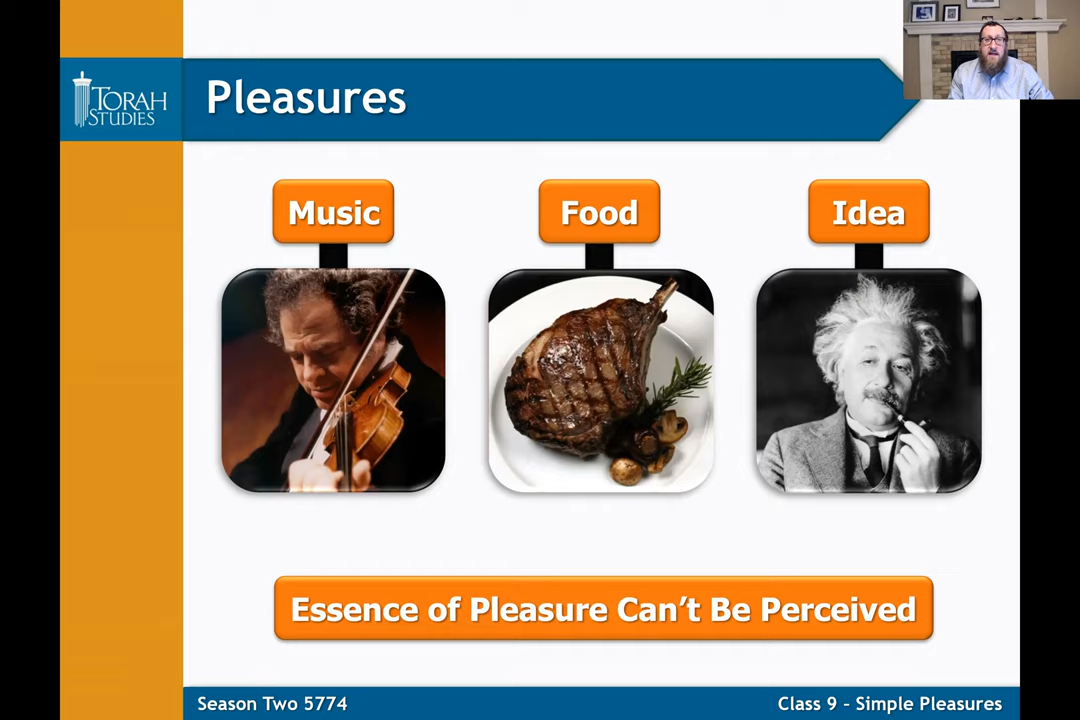 TORAH
STUDIES
Pleasures
Music
Food
Idea
Essence of Pleasure Can't Be Perceived
Season Two 5774
Class 9 - Simple Pleasures